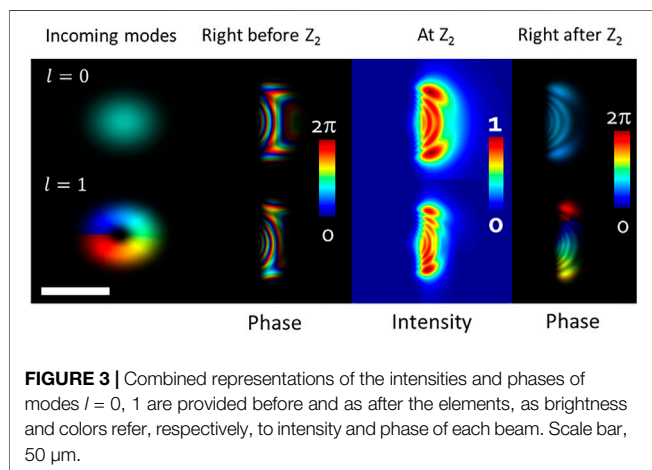 Incoming modes Right before Z₂ At Z₂ Right after Z₂
l = 0
2π 1 2π
l = 1
0 0 0
Phase Intensity Phase
FIGURE 3 | Combined representations of the intensities and phases of
modes l = 0, 1 are provided before and as after the elements, as brightness
and colors refer, respectively, to intensity and phase of each beam. Scale bar,
50 µm.